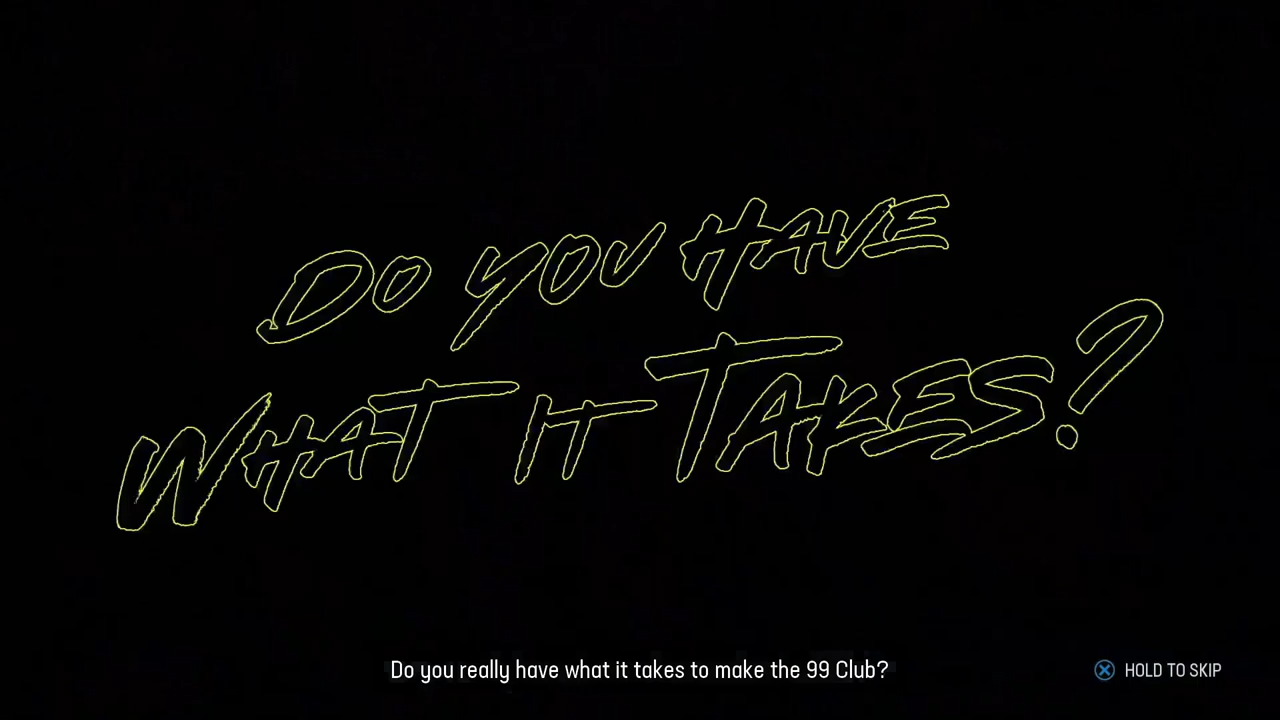 DO YOU HAVE
WHAT IT TAKES?
Do you really have what it takes to make the 99 Club?
HOLD TO SKIP